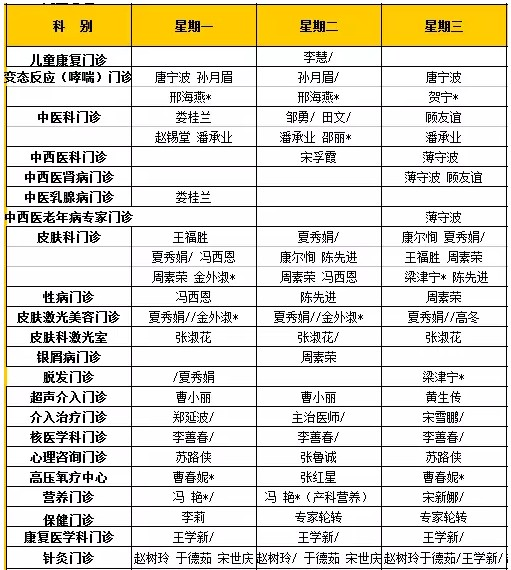 科 别 星期一 星期二 星期三
儿童康复门诊 李慧/
变态反应（哮喘）门诊 唐宁波 孙月眉 孙月眉/ 唐宁波
邢海燕* 邢海燕* 贺宁*
中医科门诊 娄桂兰 邹勇/ 田文/ 顾友谊
赵锡堂 潘承业 潘承业 邵丽* 潘承业
中西医科门诊 宋孚霞 薄守波
中西医肾病门诊 薄守波 顾友谊
中医乳腺病门诊 娄桂兰
中西医老年病专家门诊 薄守波
皮肤科门诊 王福胜 夏秀娟/ 康尔恂 夏秀娟/
夏秀娟/ 冯西恩 康尔恂 陈先进 王福胜 周素荣
周素荣 金外淑* 周素荣 冯西恩 梁津宁* 陈先进
性病门诊 冯西恩 陈先进 周素荣
皮肤激光美容门诊 夏秀娟//金外淑* 夏秀娟//金外淑* 夏秀娟//高冬
皮肤科激光室 张淑花 张淑花/ 张淑花
银屑病门诊 周素荣
脱发门诊 /夏秀娟 梁津宁*
超声介入门诊 曹小丽 曹小丽 黄生传
介入治疗门诊 郑延波/ 主治医师/ 宋雪鹏/
核医学科门诊 李善春/ 李善春/ 李善春/
心理咨询门诊 苏路侠 张鲁诚 苏路侠
高压氧疗中心 曹春妮* 张红星 曹春妮*
营养门诊 冯 艳*/ 冯 艳*（产科营养） 宋新娜/
保健门诊 李莉 专家轮转 专家轮转
康复医学科门诊 王学新/ 王学新/ 王学新/
针灸门诊 赵树玲 于德茹 宋世庆 赵树玲/ 于德茹 宋世庆 赵树玲于德茹/王学新/